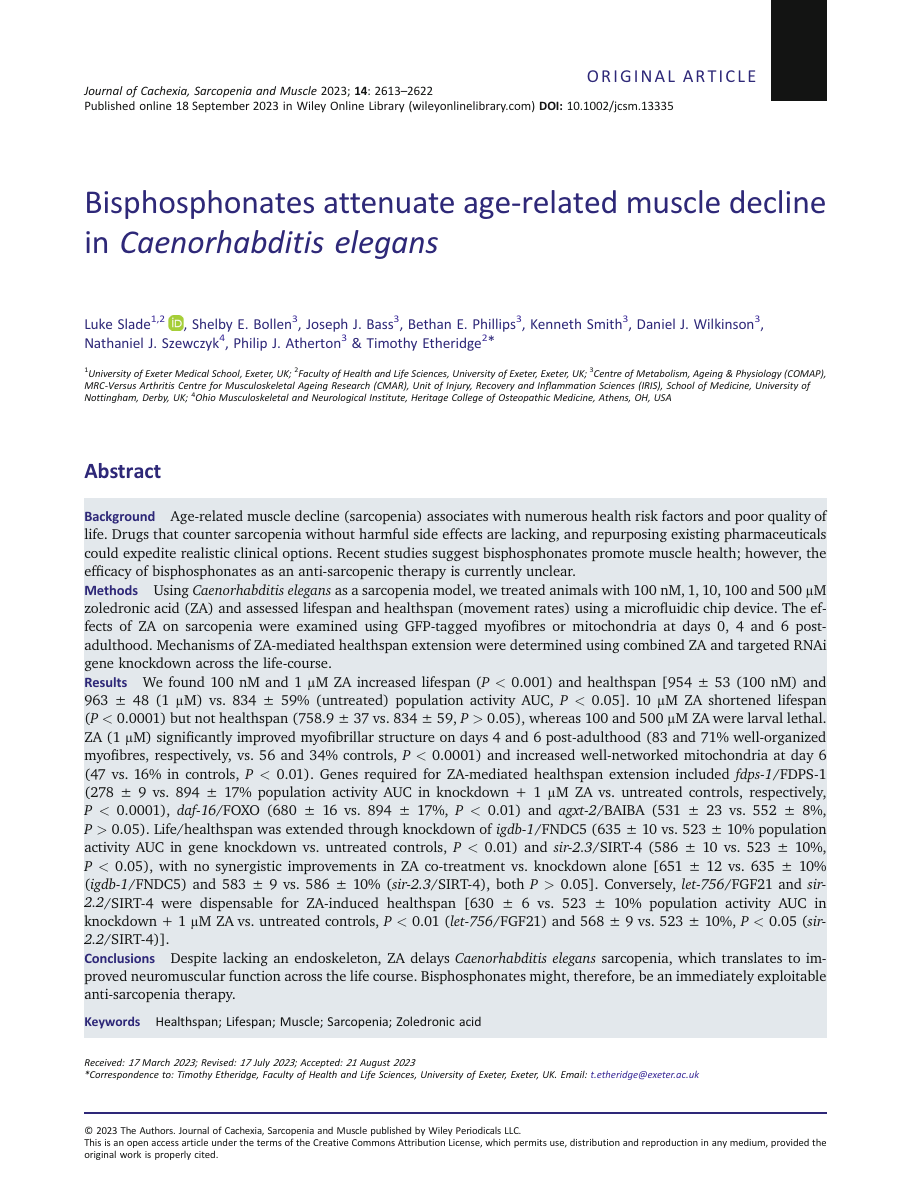 ORIGINAL ARTICLE
Journal of Cachexia, Sarcopenia and Muscle 2023; 14: 2613–2622
Published online 18 September 2023 in Wiley Online Library (wileyonlinelibrary.com) DOI: 10.1002/jcsm.13335
Bisphosphonates attenuate age-related muscle decline
in Caenorhabditis elegans
Luke Slade1,2 iD, Shelby E. Bollen3, Joseph J. Bass3, Bethan E. Phillips3, Kenneth Smith3, Daniel J. Wilkinson3,
Nathaniel J. Szewczyk4, Philip J. Atherton3 & Timothy Etheridge2*
1University of Exeter Medical School, Exeter, UK; 2Faculty of Health and Life Sciences, University of Exeter, Exeter, UK; 3Centre of Metabolism, Ageing & Physiology (COMAP),
MRC-Versus Arthritis Centre for Musculoskeletal Ageing Research (CMAR), Unit of Injury, Recovery and Inflammation Sciences (IRIS), School of Medicine, University of
Nottingham, Derby, UK; 4Ohio Musculoskeletal and Neurological Institute, Heritage College of Osteopathic Medicine, Athens, OH, USA
Abstract
Background Age-related muscle decline (sarcopenia) associates with numerous health risk factors and poor quality of
life. Drugs that counter sarcopenia without harmful side effects are lacking, and repurposing existing pharmaceuticals
could expedite realistic clinical options. Recent studies suggest bisphosphonates promote muscle health; however, the
efficacy of bisphosphonates as an anti-sarcopenic therapy is currently unclear.
Methods Using Caenorhabditis elegans as a sarcopenia model, we treated animals with 100 nM, 1, 10, 100 and 500 μM
zoledronic acid (ZA) and assessed lifespan and healthspan (movement rates) using a microfluidic chip device. The ef-
fects of ZA on sarcopenia were examined using GFP-tagged myofibres or mitochondria at days 0, 4 and 6 post-
adulthood. Mechanisms of ZA-mediated healthspan extension were determined using combined ZA and targeted RNAi
gene knockdown across the life-course.
Results We found 100 nM and 1 μM ZA increased lifespan (P < 0.001) and healthspan [954 ± 53 (100 nM) and
963 ± 48 (1 μM) vs. 834 ± 59% (untreated) population activity AUC, P < 0.05]. 10 μM ZA shortened lifespan
(P < 0.0001) but not healthspan (758.9 ± 37 vs. 834 ± 59, P > 0.05), whereas 100 and 500 μM ZA were larval lethal.
ZA (1 μM) significantly improved myofibrillar structure on days 4 and 6 post-adulthood (83 and 71% well-organized
myofibres, respectively, vs. 56 and 34% controls, P < 0.0001) and increased well-networked mitochondria at day 6
(47 vs. 16% in controls, P < 0.01). Genes required for ZA-mediated healthspan extension included fdps-1/FDPS-1
(278 ± 9 vs. 894 ± 17% population activity AUC in knockdown + 1 μM ZA vs. untreated controls, respectively,
P < 0.0001), daf-16/FOXO (680 ± 16 vs. 894 ± 17%, P < 0.01) and agxt-2/BAIBA (531 ± 23 vs. 552 ± 8%,
P > 0.05). Life/healthspan was extended through knockdown of igdb-1/FNDC5 (635 ± 10 vs. 523 ± 10% population
activity AUC in gene knockdown vs. untreated controls, P < 0.01) and sir-2.3/SIRT-4 (586 ± 10 vs. 523 ± 10%,
P < 0.05), with no synergistic improvements in ZA co-treatment vs. knockdown alone [651 ± 12 vs. 635 ± 10%
(igdb-1/FNDC5) and 583 ± 9 vs. 586 ± 10% (sir-2.3/SIRT-4), both P > 0.05]. Conversely, let-756/FGF21 and sir-
2.2/SIRT-4 were dispensable for ZA-induced healthspan [630 ± 6 vs. 523 ± 10% population activity AUC in
knockdown + 1 μM ZA vs. untreated controls, P < 0.01 (let-756/FGF21) and 568 ± 9 vs. 523 ± 10%, P < 0.05 (sir-
2.2/SIRT-4)].
Conclusions Despite lacking an endoskeleton, ZA delays Caenorhabditis elegans sarcopenia, which translates to im-
proved neuromuscular function across the life course. Bisphosphonates might, therefore, be an immediately exploitable
anti-sarcopenia therapy.
Keywords Healthspan; Lifespan; Muscle; Sarcopenia; Zoledronic acid
Received: 17 March 2023; Revised: 17 July 2023; Accepted: 21 August 2023
*Correspondence to: Timothy Etheridge, Faculty of Health and Life Sciences, University of Exeter, Exeter, UK. Email: t.etheridge@exeter.ac.uk
© 2023 The Authors. Journal of Cachexia, Sarcopenia and Muscle published by Wiley Periodicals LLC.
This is an open access article under the terms of the Creative Commons Attribution License, which permits use, distribution and reproduction in any medium, provided the
original work is properly cited.